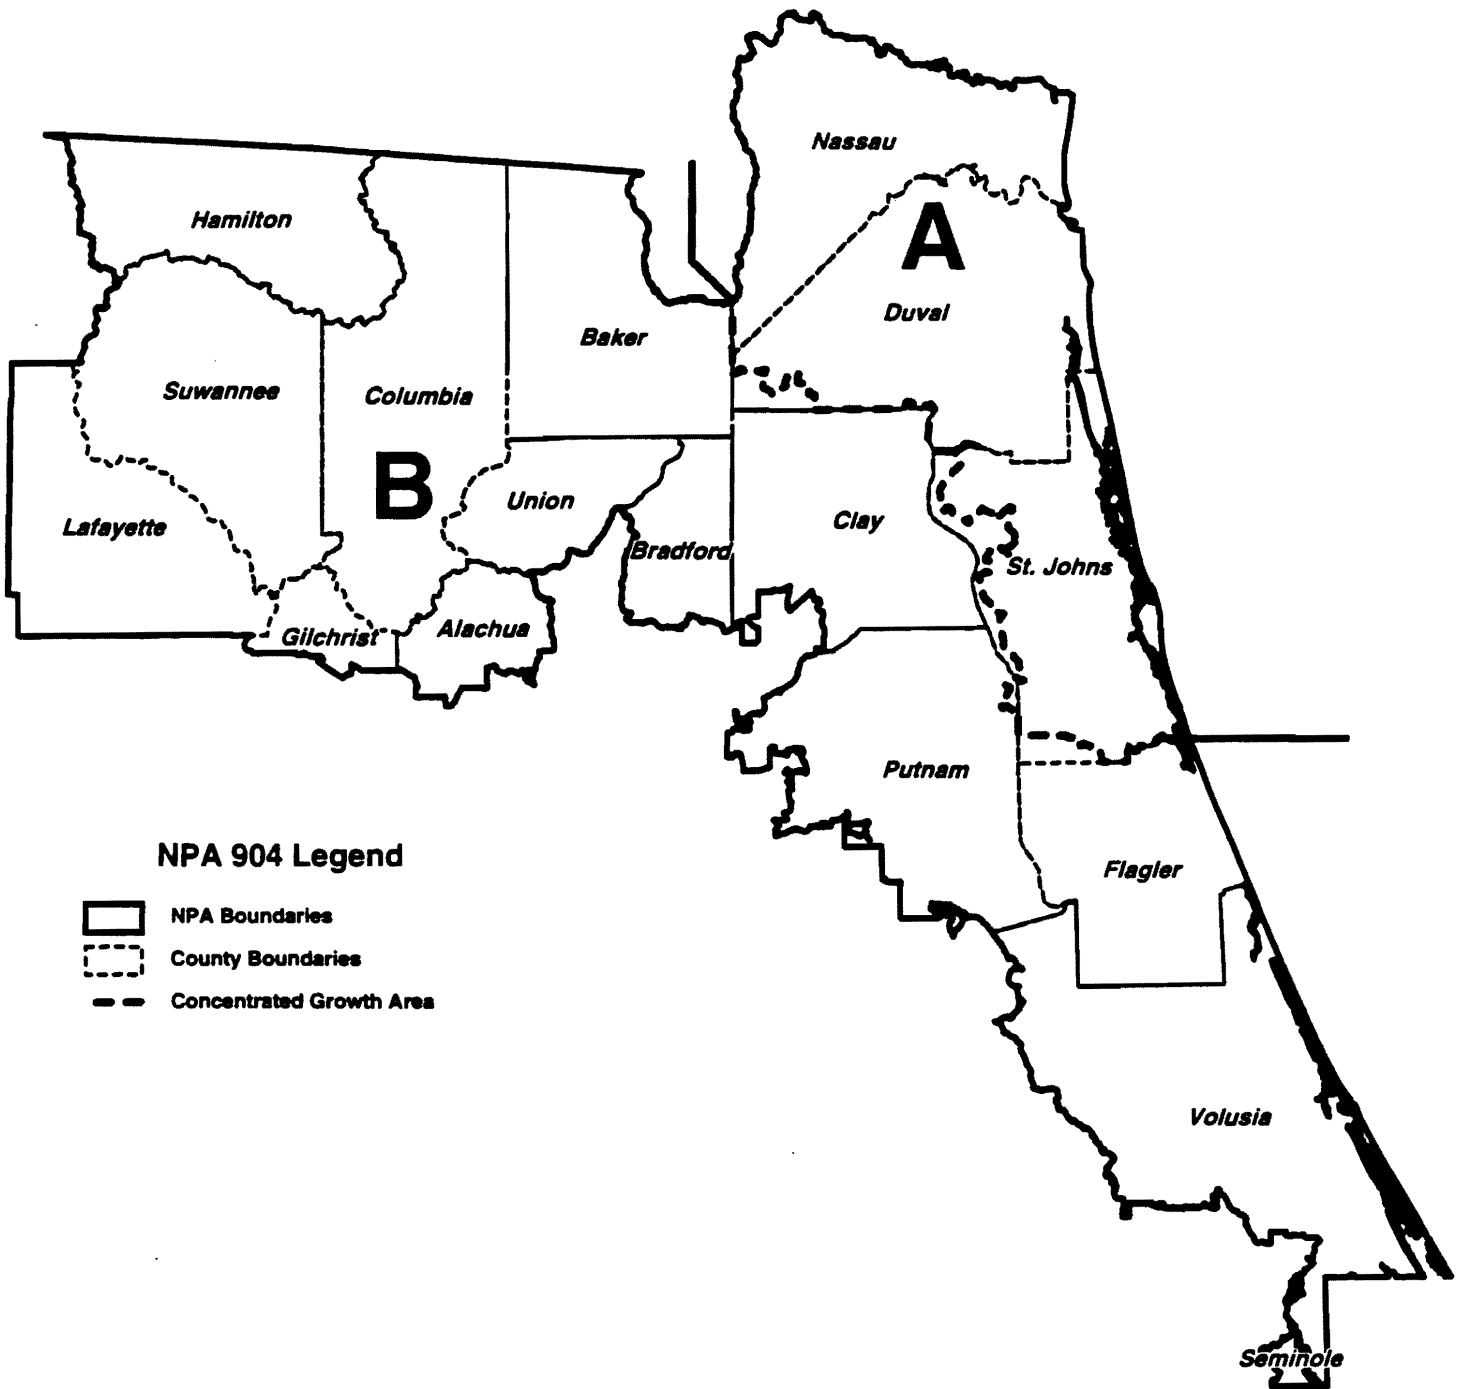 Nassau
A
Hamilton
Duval
Baker
Suwannee
Columbia
B
Union
Lafayette
Clay
Bradford
St. Johns
Gilchrist
Alachua
Putnam
NPA 904 Legend
Flagler
NPA Boundaries
County Boundaries
Concentrated Growth Area
Volusia
Seminole